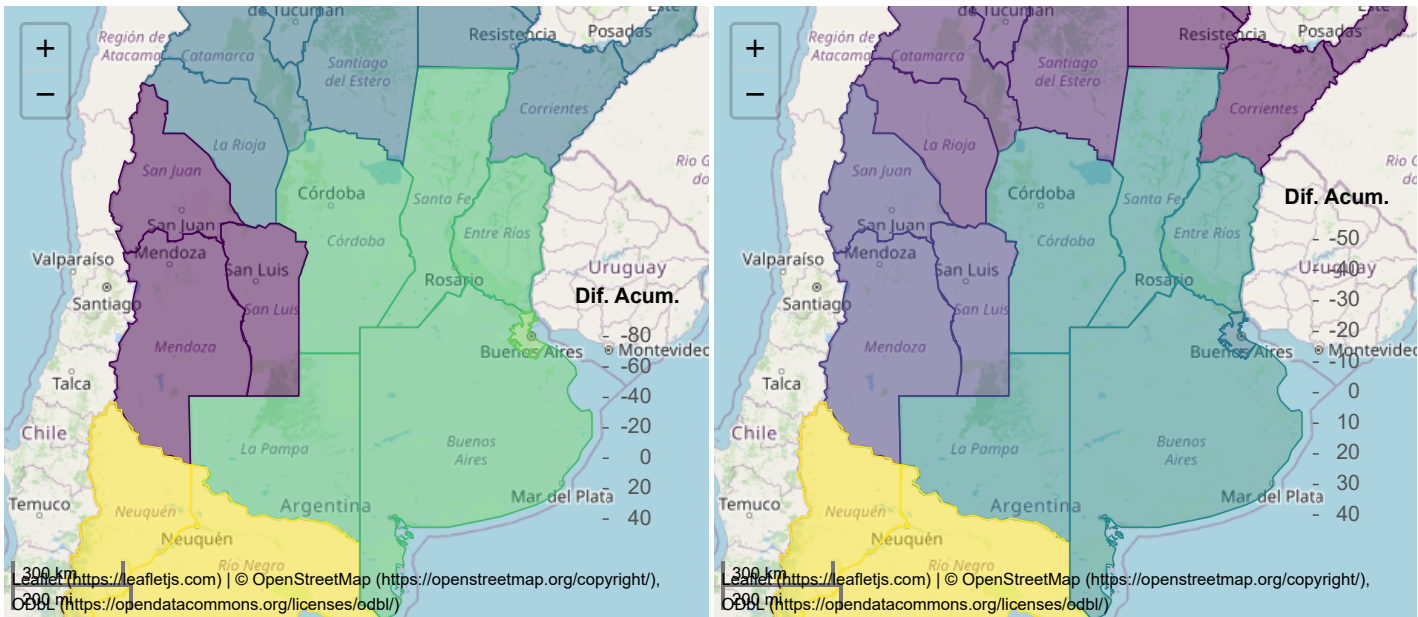 +
−
de Tucumán
Resistencia
Posadas
Región de
Atacama
Catamarca
Santiago
del Estero
Corrientes
La Rioja
San Juan
San Juan
Córdoba
Córdoba
Santa Fe
Entre Ríos
Mendoza
San Luis
San Luis
Valparaíso
Santiago
Rosario
Uruguay
Dif. Acum.
- -80
- -60
- -40
- -20
- 0
- 20
- 40
Mendoza
Buenos Aires
Montevideo
Talca
Chile
La Pampa
Buenos
Aires
Temuco
Neuquén
Argentina
Mar del Plata
Neuquén
Río Negro
300 km
200 mi
Leaflet (https://leafletjs.com) | © OpenStreetMap (https://openstreetmap.org/copyright/),
ODbL (https://opendatacommons.org/licenses/odbl/)
+
−
de Tucumán
Resistencia
Este
Posadas
Región de
Atacama
Catamarca
Santiago
del Estero
Corrientes
La Rioja
San Juan
Rio G
do
San Juan
Córdoba
Córdoba
Santa Fe
Entre Ríos
Mendoza
San Luis
San Luis
Valparaíso
Santiago
Rosario
Uruguay
Dif. Acum.
- -50
- -40
- -30
- -20
- -10
- 0
- 10
- 20
- 30
- 40
Mendoza
Buenos Aires
Montevideo
Talca
Chile
La Pampa
Buenos
Aires
Temuco
Neuquén
Argentina
Mar del Plata
Neuquén
Río Negro
300 km
200 mi
Leaflet (https://leafletjs.com) | © OpenStreetMap (https://openstreetmap.org/copyright/),
ODbL (https://opendatacommons.org/licenses/odbl/)